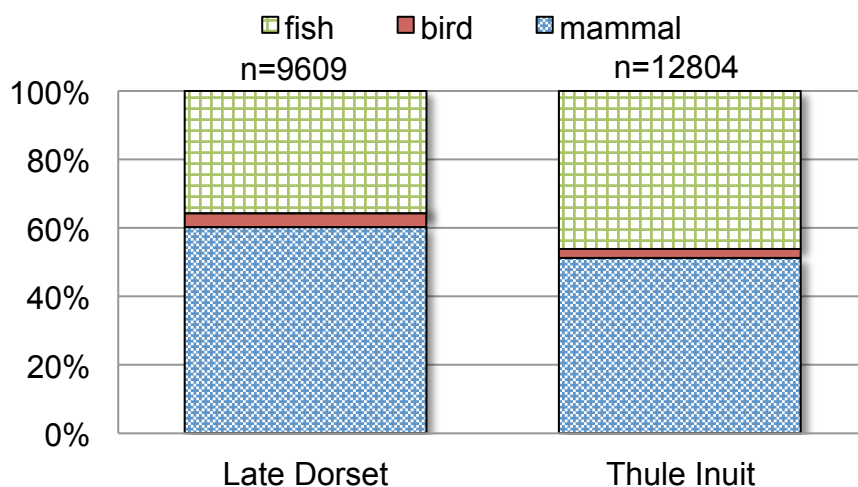 fish bird mammal
n=9609 n=12804
100%
80%
60%
40%
20%
0%
Late Dorset Thule Inuit